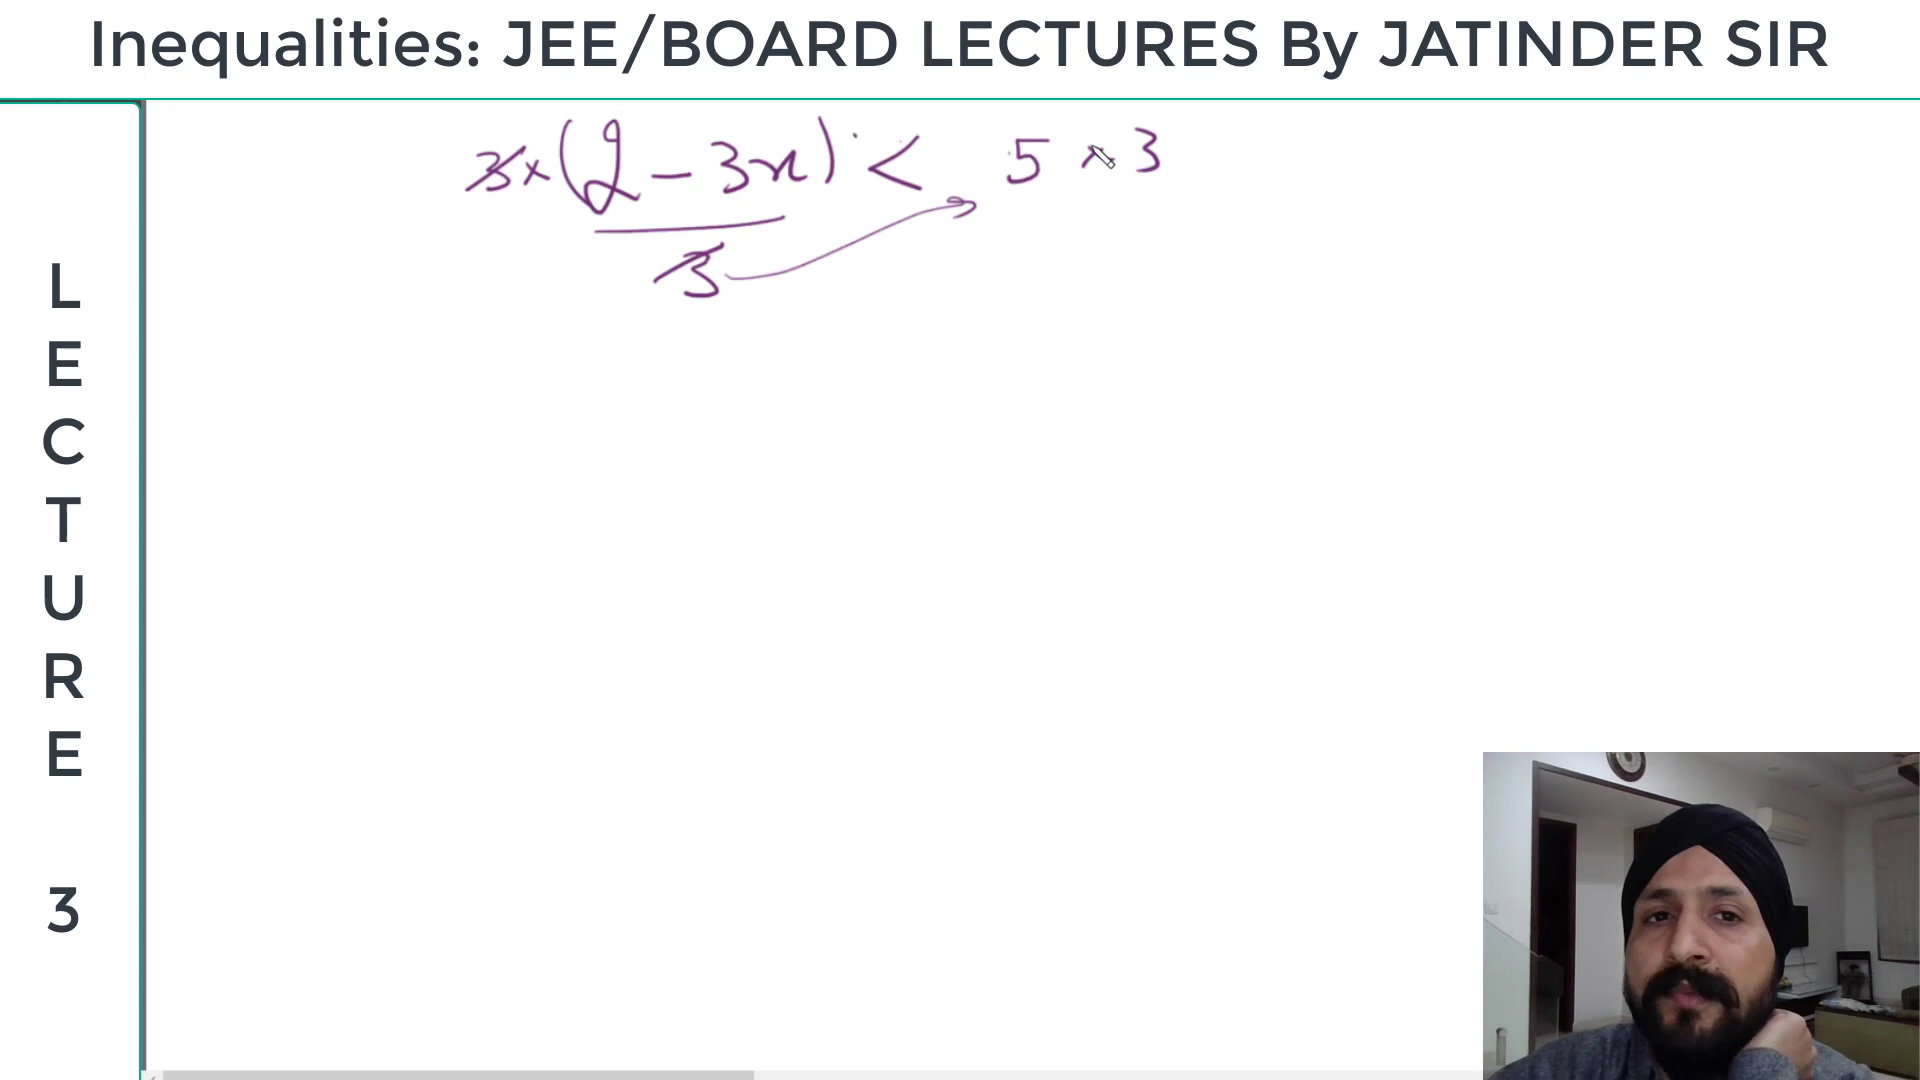 Inequalities: JEE/BOARD LECTURES By JATINDER SIR
3×(2 - 3x) < 5 × 3
3
LECTURE
3